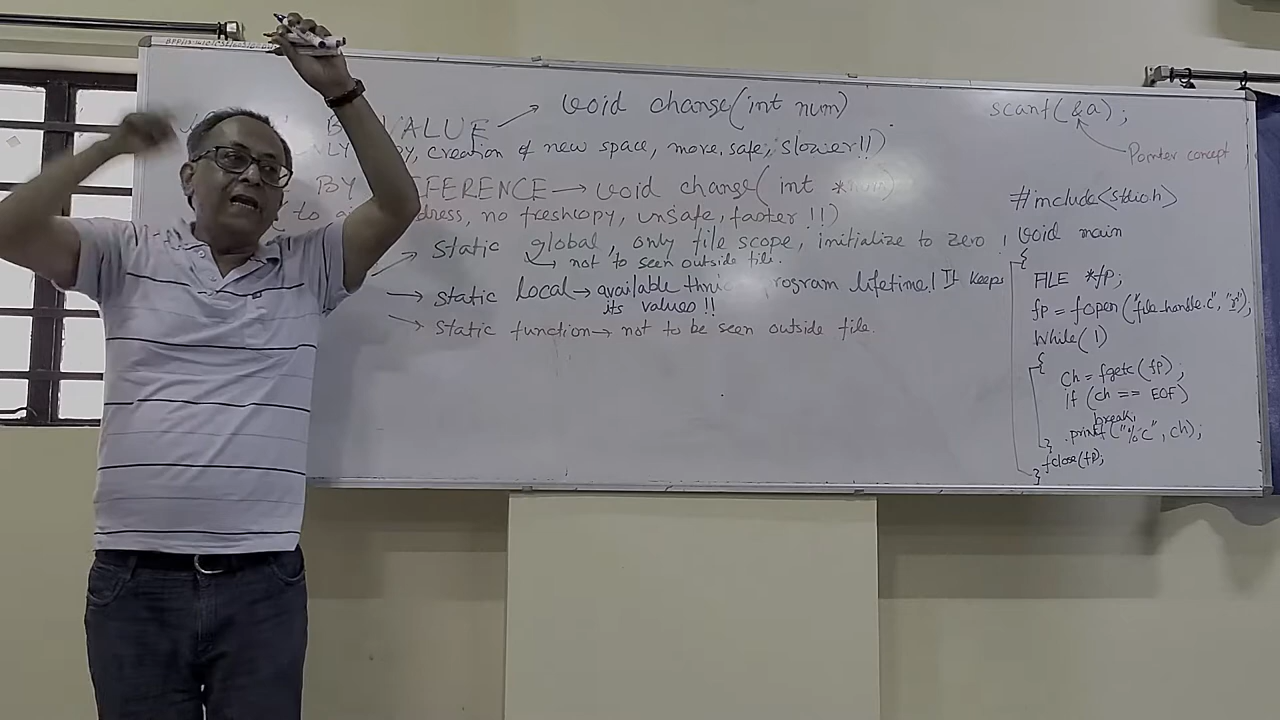 BY VALUE → void change(int num)
copy, creation of new space, more safe, slower!!)
BY REFERENCE → void change(int *num)
to address, no fresh copy, unsafe, faster !!)
→ static global, only file scope, initialize to zero !
→ not to seen outside file.
→ static Local → available program lifetime! It keeps
its values !!
→ static function → not to be seen outside file.
scanf(&a);
Pointer concept
#include<stdio.h>
void main
{
FILE *fp;
fp = fopen("file_handle.c", "r");
While(1)
{
ch = fgetc(fp);
if (ch == EOF)
break;
printf("%c", ch);
}
fclose(fp);
}